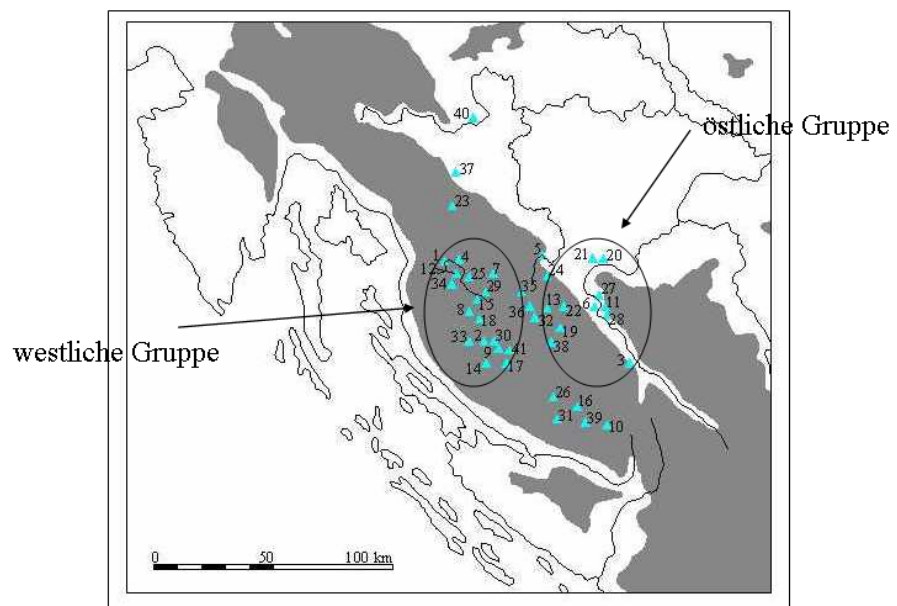 40
östliche Gruppe
37
23
1 4 5 21 20
12 25 7 24
34 29 35 27
15 13 6 11
8 18 36 32 22 28
33 2 30 19
9 41 38
14 17 3
westliche Gruppe
26
16
31 39 10
0 50 100 km